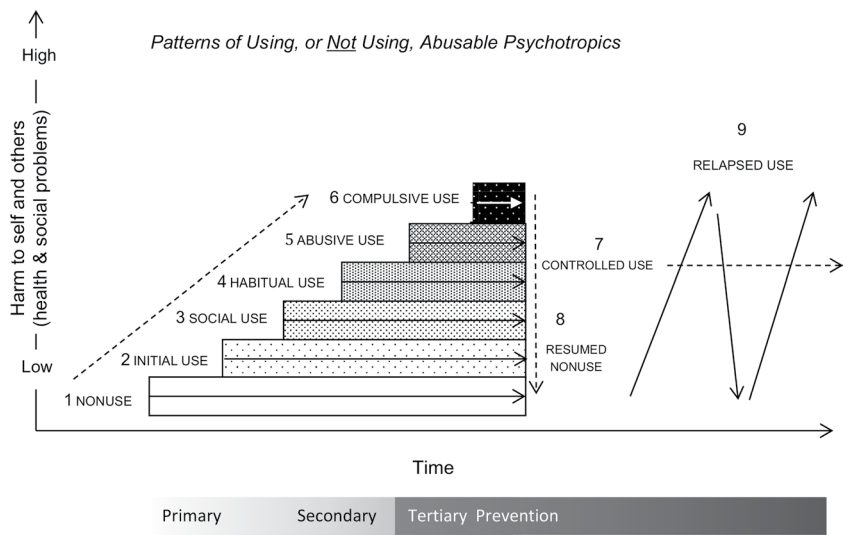 Patterns of Using, or Not Using, Abusable Psychotropics
High
Harm to self and others
(health & social problems)
Low
9
RELAPSED USE
6 COMPULSIVE USE
5 ABUSIVE USE
7
CONTROLLED USE
4 HABITUAL USE
3 SOCIAL USE
8
RESUMED
NONUSE
2 INITIAL USE
1 NONUSE
Time
Primary Secondary Tertiary Prevention